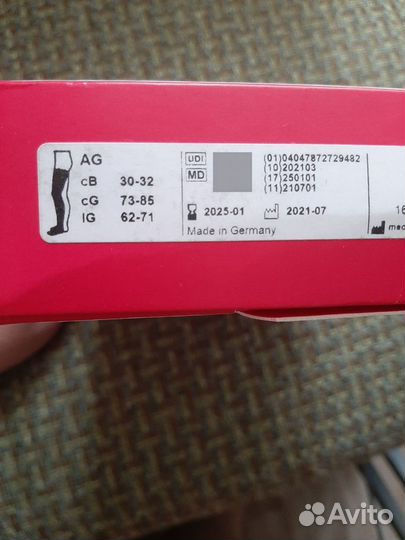 AG
cB 30-32
cG 73-85
lG 62-71
UDI
MD
(01)04047872729482
(10)202103
(17)250101
(11)210701
2025-01 2021-07
Made in Germany
Avito